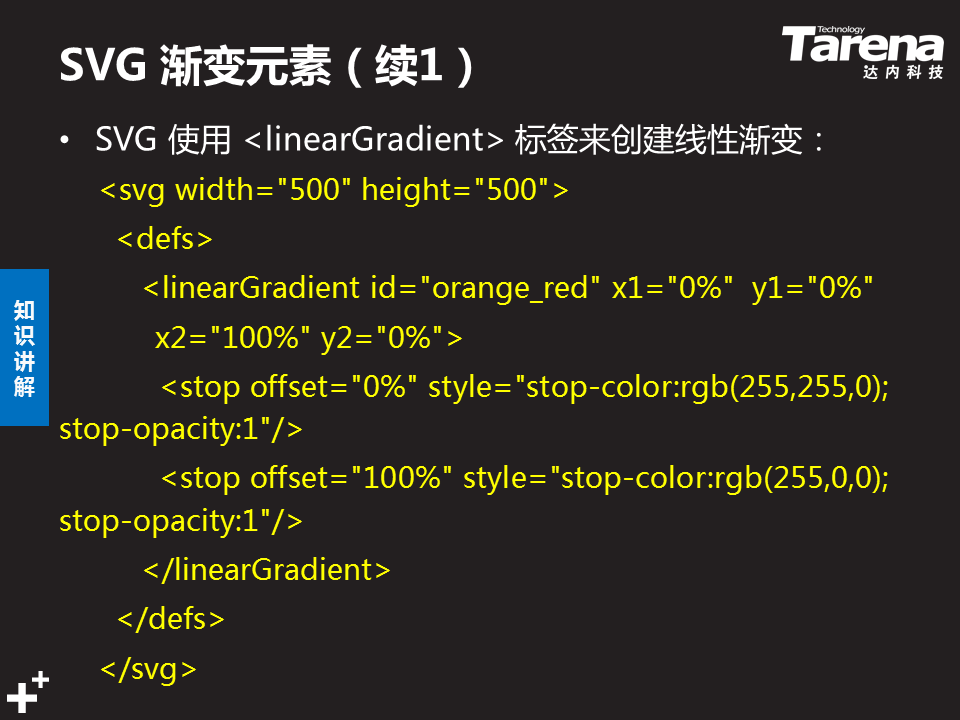 SVG 渐变元素（续1）
Technology
Tarena
达内科技
• SVG 使用 <linearGradient> 标签来创建线性渐变：
<svg width="500" height="500">
<defs>
<linearGradient id="orange_red" x1="0%"  y1="0%"
x2="100%" y2="0%">
<stop offset="0%" style="stop-color:rgb(255,255,0);
stop-opacity:1"/>
<stop offset="100%" style="stop-color:rgb(255,0,0);
stop-opacity:1"/>
</linearGradient>
</defs>
</svg>
知
识
讲
解